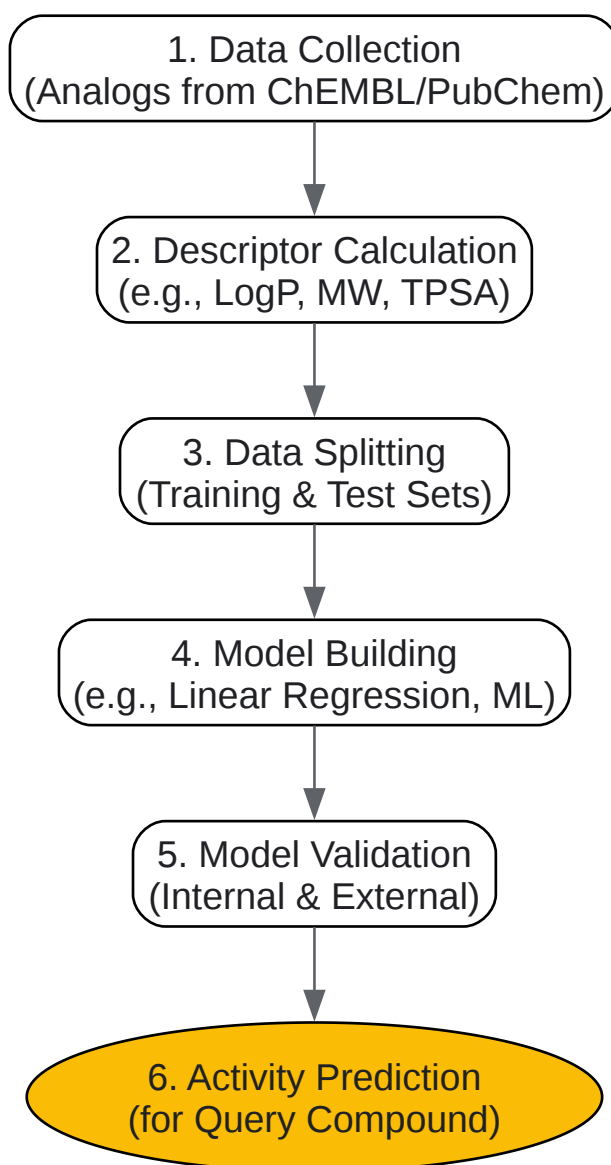 1. Data Collection
(Analogs from ChEMBL/PubChem)
2. Descriptor Calculation
(e.g., LogP, MW, TPSA)
3. Data Splitting
(Training & Test Sets)
4. Model Building
(e.g., Linear Regression, ML)
5. Model Validation
(Internal & External)
6. Activity Prediction
(for Query Compound)